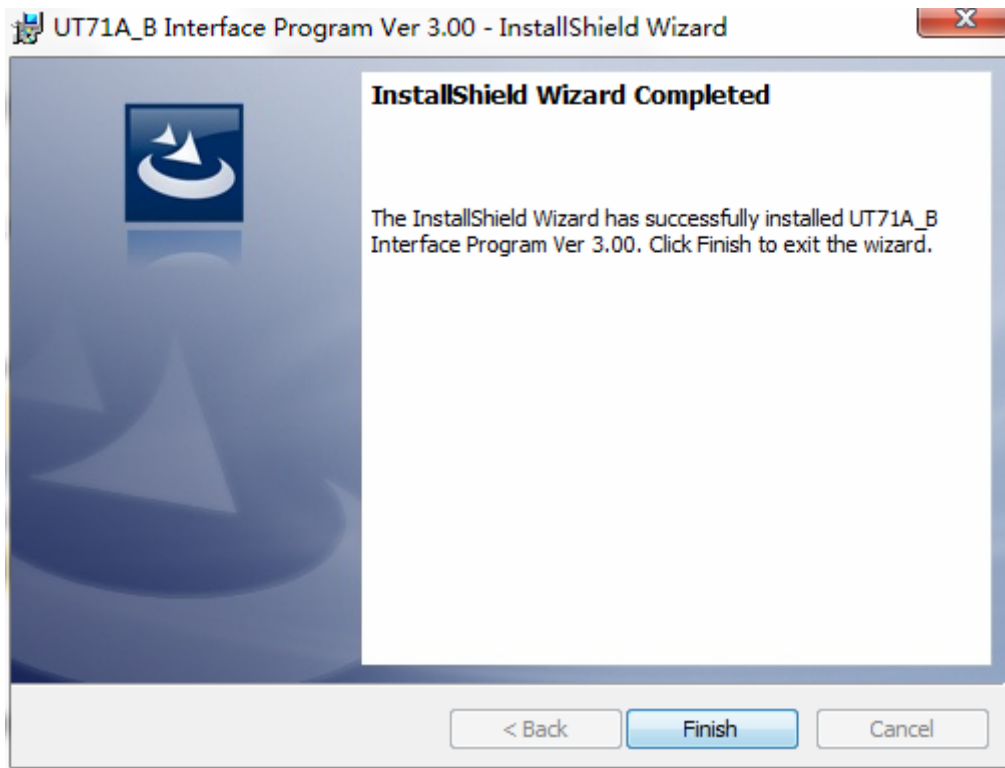 UT71A_B Interface Program Ver 3.00 - InstallShield Wizard
InstallShield Wizard Completed
The InstallShield Wizard has successfully installed UT71A_B
Interface Program Ver 3.00. Click Finish to exit the wizard.
< Back
Finish
Cancel